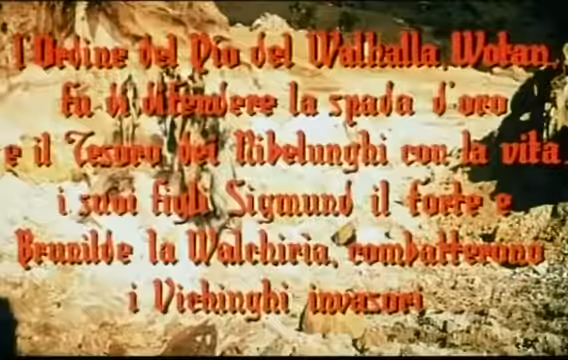 l'Ordine del Dio del Walhalla, Wotan,
fu di difendere la spada d'oro
e il Tesoro dei Nibelunghi con la vita
i suoi figli Sigmund il forte e
Brunilde la Walchiria, combatterono
i Vichinghi invasori